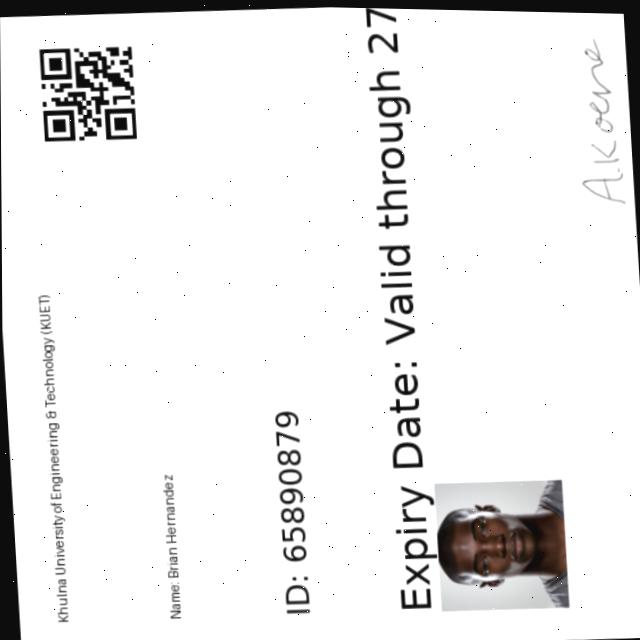 Khulna University of Engineering & Technology (KUET)
Name: Brian Hernandez
ID: 65890879
Expiry Date: Valid through 27
A.Koene